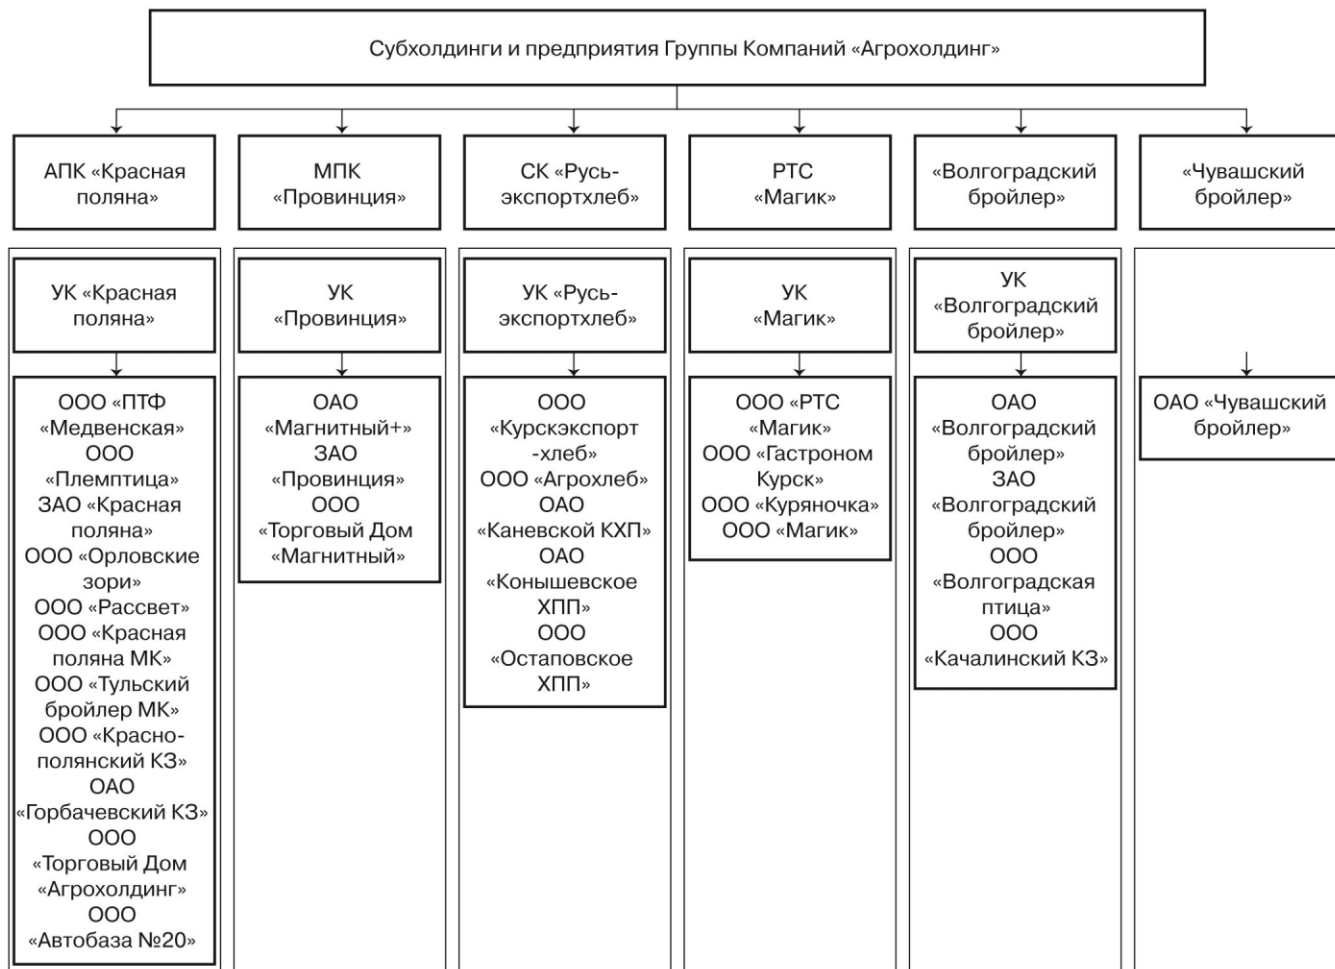 Субхолдинги и предприятия Группы Компаний «Агрохолдинг»
АПК «Красная
поляна»
МПК
«Провинция»
СК «Русь-
экспортхлеб»
РТС
«Магик»
«Волгоградский
бройлер»
«Чувашский
бройлер»
УК «Красная
поляна»
УК
«Провинция»
УК «Русь-
экспортхлеб»
УК
«Магик»
УК
«Волгоградский
бройлер»
ООО «ПТФ
«Медвенская»
ООО
«Племптица»
ЗАО «Красная
поляна»
ООО «Орловские
зори»
ООО «Рассвет»
ООО «Красная
поляна МК»
ООО «Тульский
бройлер МК»
ООО «Красно-
полянский КЗ»
ОАО
«Горбачевский КЗ»
ООО
«Торговый Дом
«Агрохолдинг»
ООО
«Автобаза №20»
ОАО
«Магнитный+»
ЗАО
«Провинция»
ООО
«Торговый Дом
«Магнитный»
ООО
«Курскэкспорт
-хлеб»
ООО «Агрохлеб»
ОАО
«Каневской КХП»
ОАО
«Конышевское
ХПП»
ООО
«Остаповское
ХПП»
ООО «РТС
«Магик»
ООО «Гастроном
Курск»
ООО «Куряночка»
ООО «Магик»
ОАО
«Волгоградский
бройлер»
ЗАО
«Волгоградский
бройлер»
ООО
«Волгоградская
птица»
ООО
«Качалинский КЗ»
ОАО «Чувашский
бройлер»